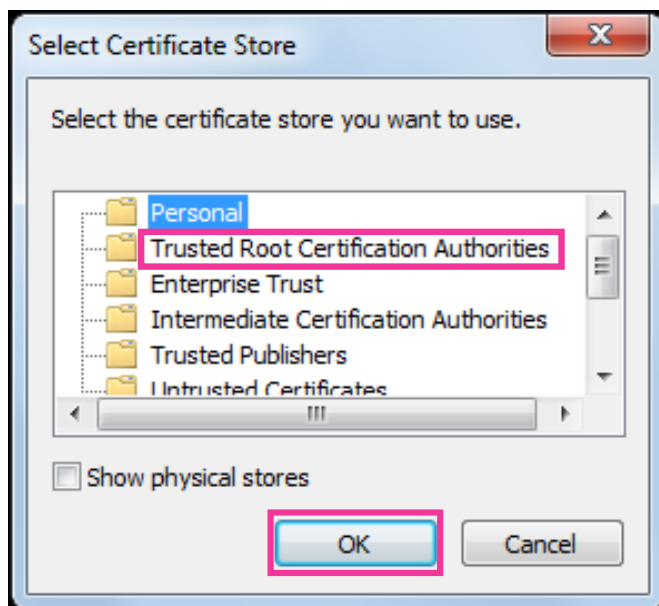 Select Certificate Store
Select the certificate store you want to use.
Personal
Trusted Root Certification Authorities
Enterprise Trust
Intermediate Certification Authorities
Trusted Publishers
Untrusted Certificates
Show physical stores
OK
Cancel